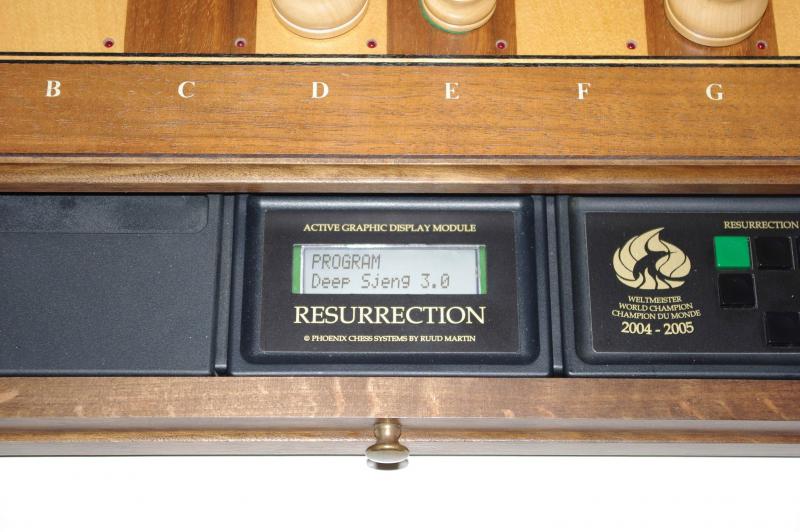 B C D E F G
ACTIVE GRAPHIC DISPLAY MODULE
PROGRAM
Deep Sjeng 3.0
RESURRECTION
© PHOENIX CHESS SYSTEMS BY RUUD MARTIN
RESURRECTION
WELTMEISTER
WORLD CHAMPION
CHAMPION DU MONDE
2004 - 2005